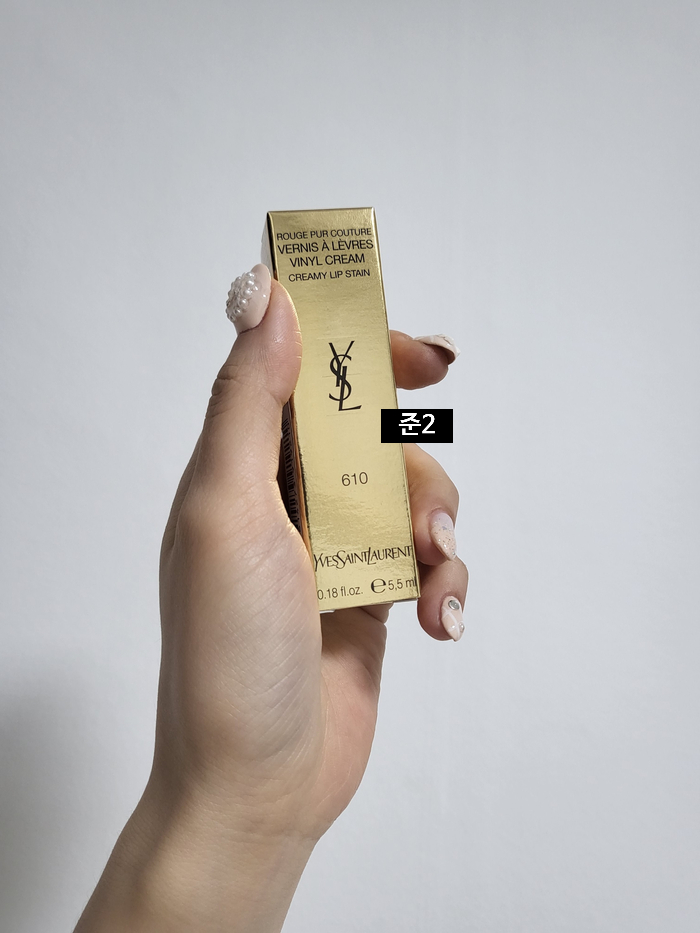 ROUGE PUR COUTURE
VERNIS À LÈVRES
VINYL CREAM
CREAMY LIP STAIN
YSL
준2
610
YVESSAINTLAURENT
0.18 fl.oz. ℮ 5,5 ml